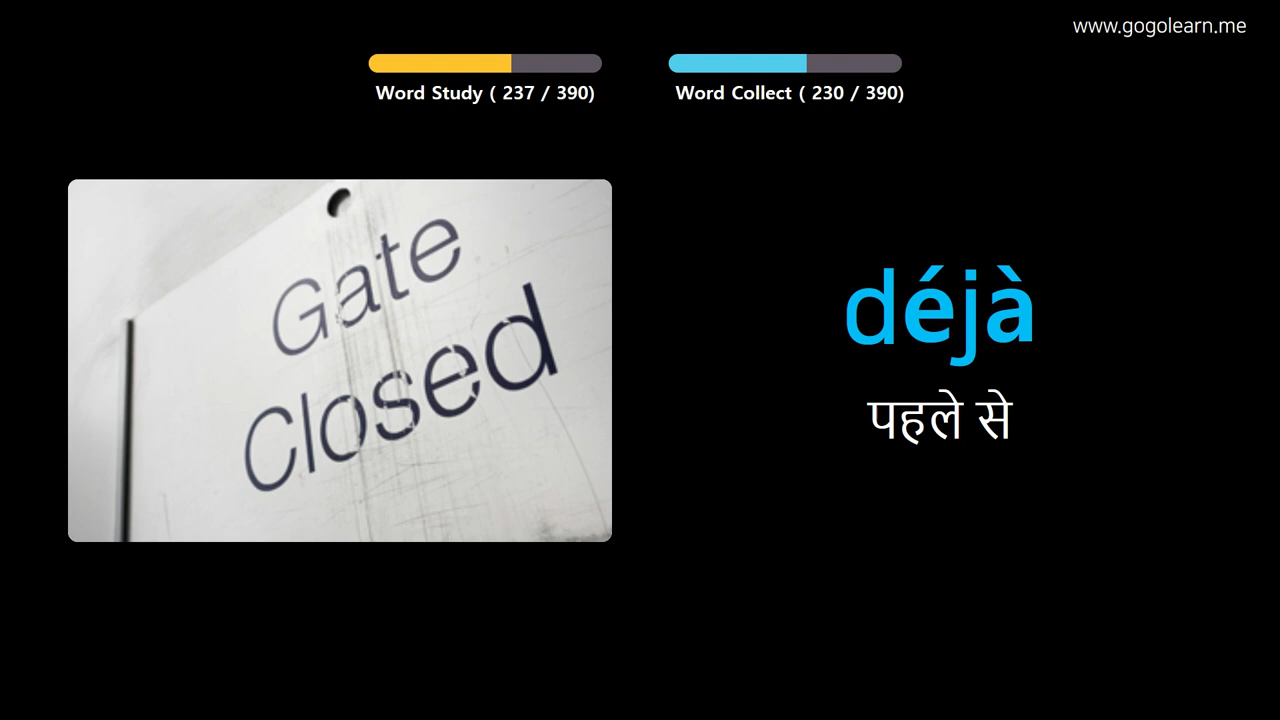 www.gogolearn.me
Word Study ( 237 / 390)
Word Collect ( 230 / 390)
Gate
Closed
déjà
पहले से